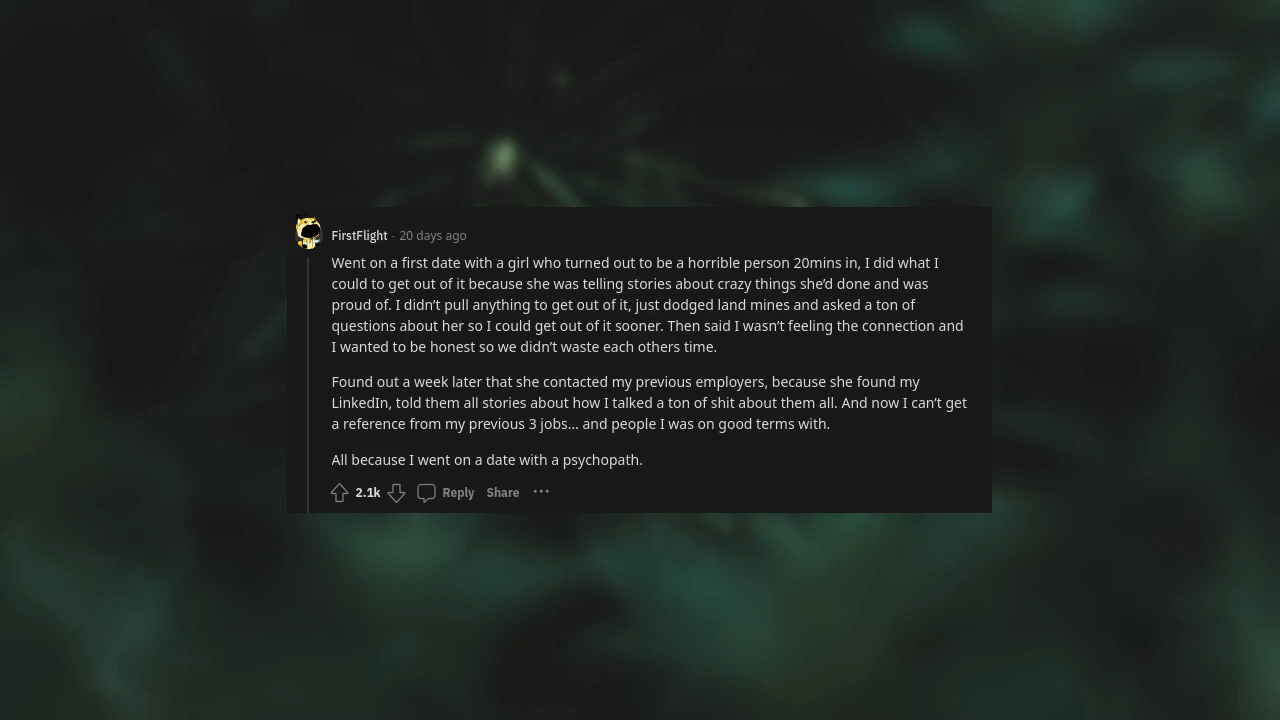 FirstFlight · 20 days ago
Went on a first date with a girl who turned out to be a horrible person 20mins in, I did what I
could to get out of it because she was telling stories about crazy things she’d done and was
proud of. I didn’t pull anything to get out of it, just dodged land mines and asked a ton of
questions about her so I could get out of it sooner. Then said I wasn’t feeling the connection and
I wanted to be honest so we didn’t waste each others time.
Found out a week later that she contacted my previous employers, because she found my
LinkedIn, told them all stories about how I talked a ton of shit about them all. And now I can’t get
a reference from my previous 3 jobs... and people I was on good terms with.
All because I went on a date with a psychopath.
2.1k Reply Share